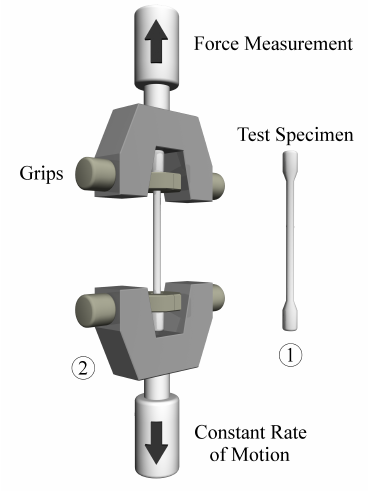 Force Measurement
Test Specimen
Grips
1
2
Constant Rate
of Motion